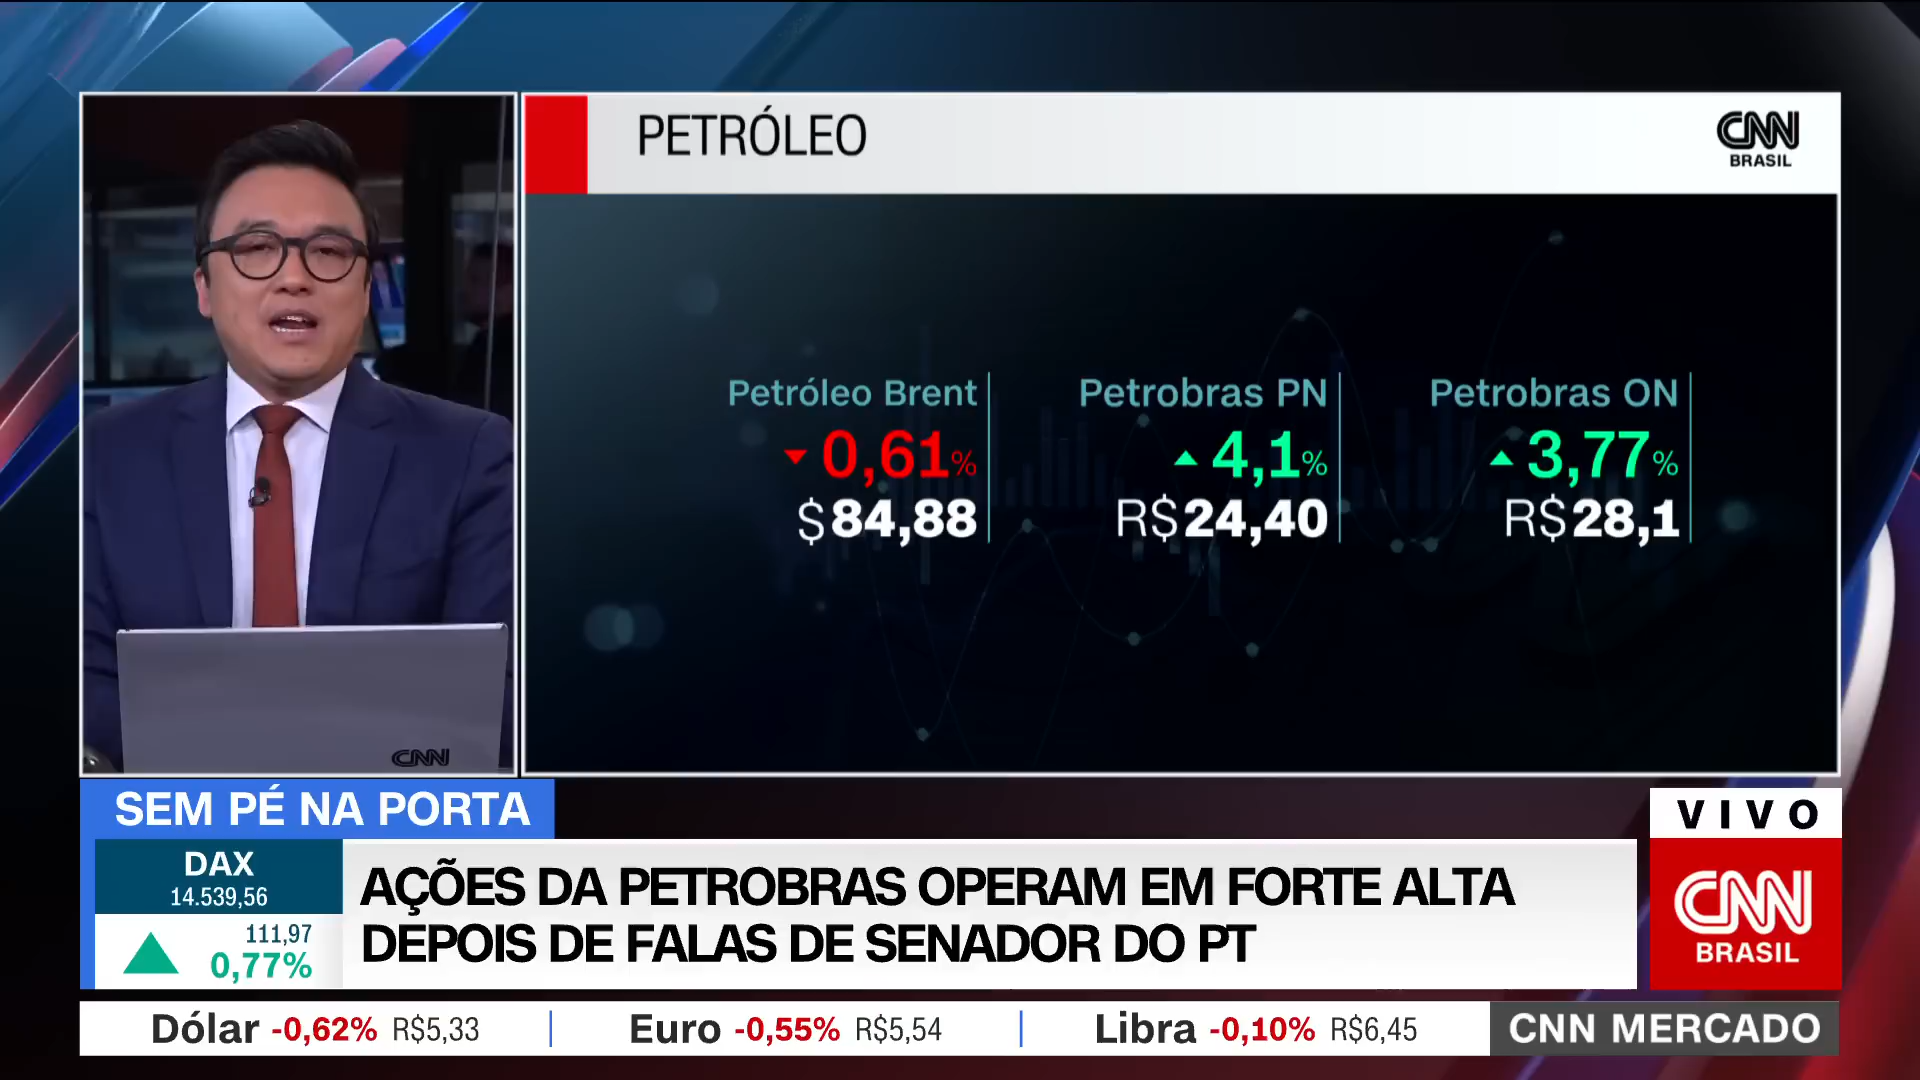 PETRÓLEO
CNN
BRASIL
Petróleo Brent
0,61%
$84,88
Petrobras PN
4,1%
R$24,40
Petrobras ON
3,77%
R$28,1
CNN
SEM PÉ NA PORTA
VIVO
DAX
14.539,56
111,97
0,77%
AÇÕES DA PETROBRAS OPERAM EM FORTE ALTA
DEPOIS DE FALAS DE SENADOR DO PT
CNN
BRASIL
Dólar -0,62% R$5,33 Euro -0,55% R$5,54 Libra -0,10% R$6,45 CNN MERCADO